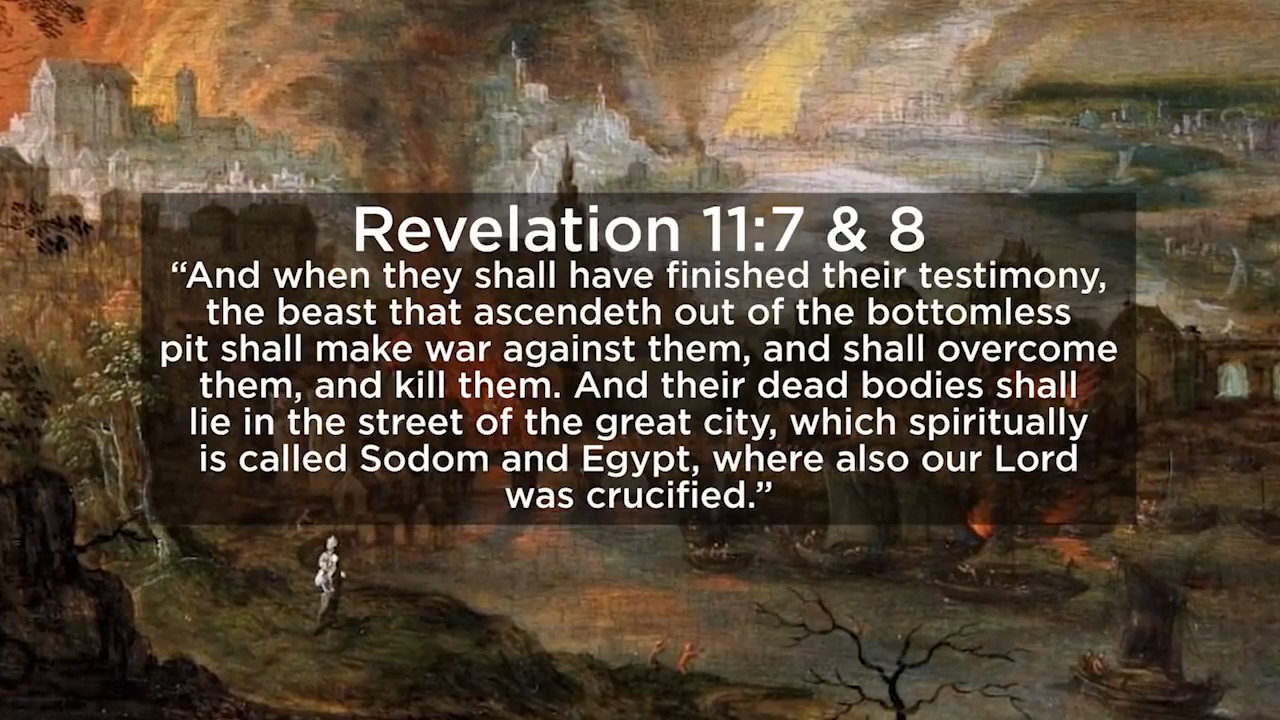 Revelation 11:7 & 8
“And when they shall have finished their testimony,
the beast that ascendeth out of the bottomless
pit shall make war against them, and shall overcome
them, and kill them. And their dead bodies shall
lie in the street of the great city, which spiritually
is called Sodom and Egypt, where also our Lord
was crucified.”